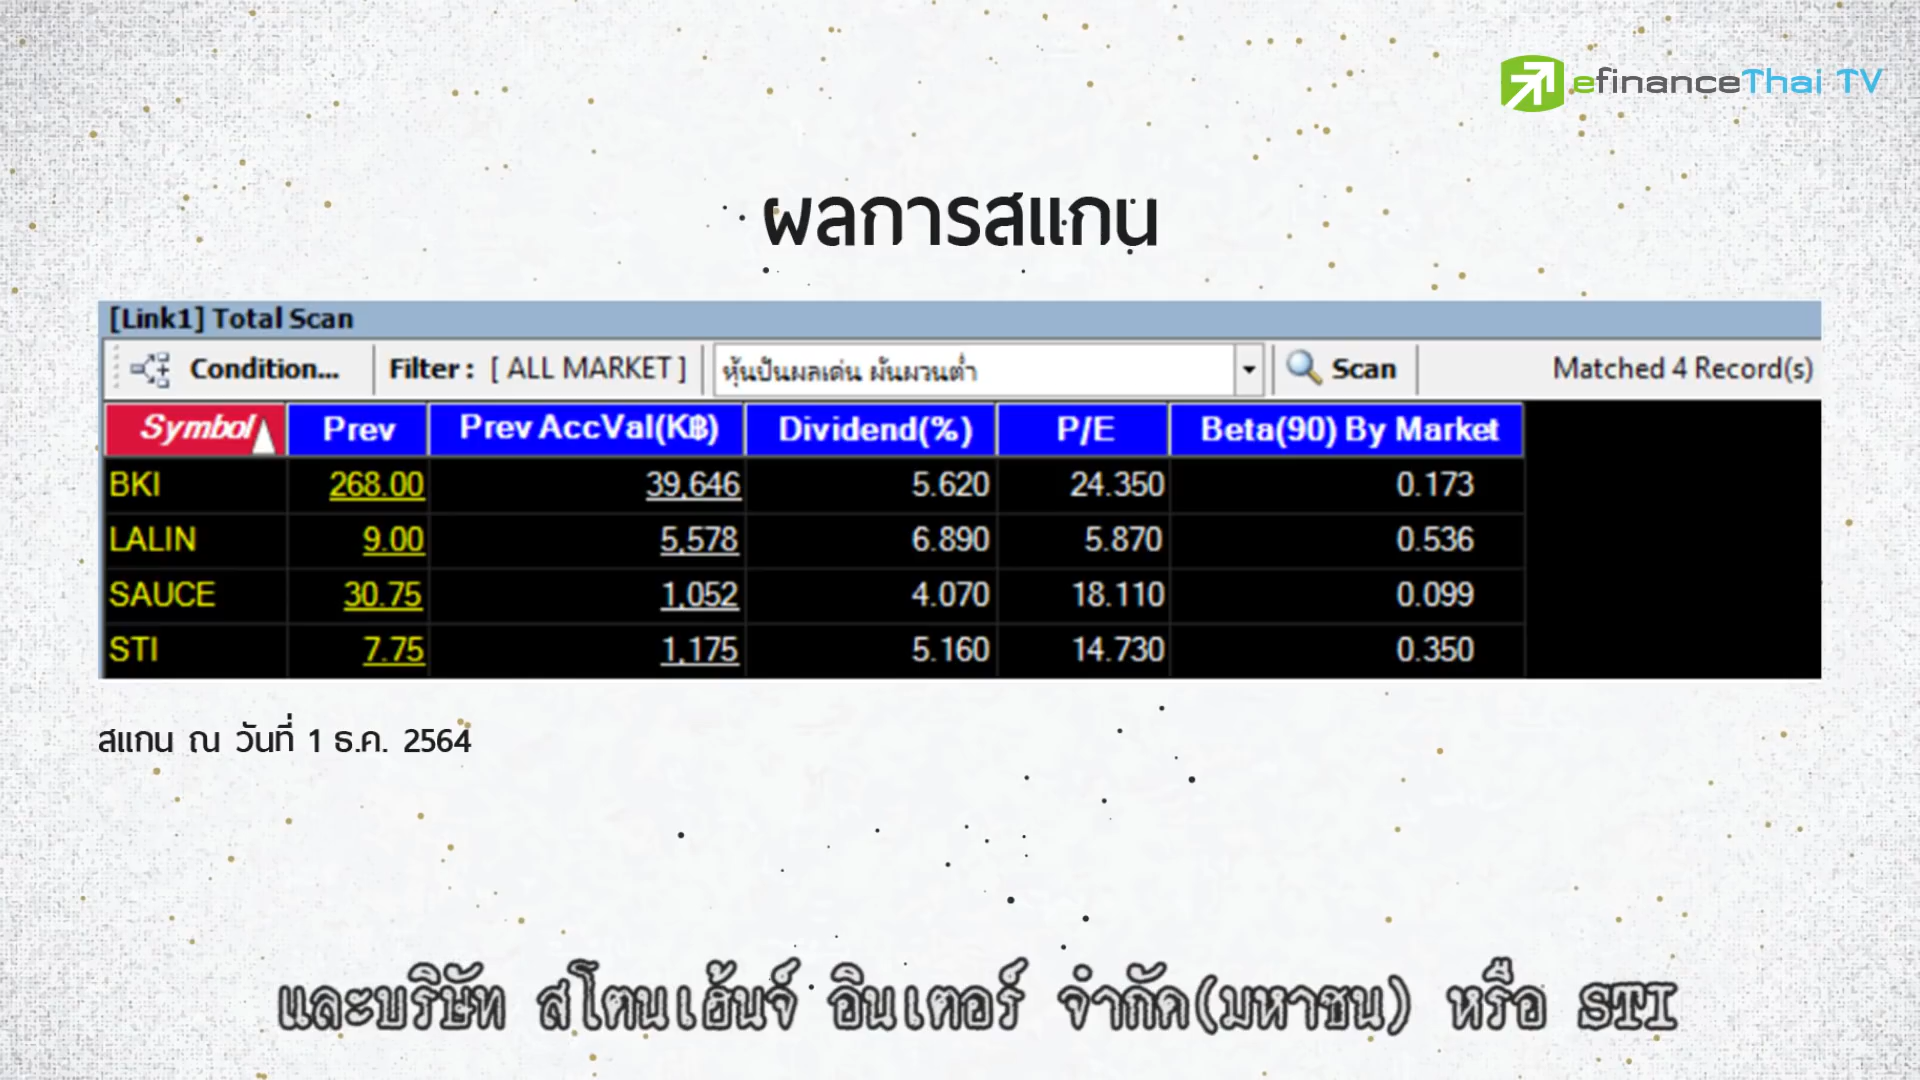 efinanceThai TV
ผลการสแกน
[Link1] Total Scan
Condition... Filter : [ ALL MARKET ] หุ้นปันผลเด่น ผันผวนต่ำ Scan Matched 4 Record(s)
Symbol Prev Prev AccVal(K฿) Dividend(%) P/E Beta(90) By Market
BKI 268.00 39,646 5.620 24.350 0.173
LALIN 9.00 5,578 6.890 5.870 0.536
SAUCE 30.75 1,052 4.070 18.110 0.099
STI 7.75 1,175 5.160 14.730 0.350
สแกน ณ วันที่ 1 ธ.ค. 2564
และบริษัท สโตนเฮ้นจ์ อินเตอร์ จำกัด(มหาชน) หรือ STI